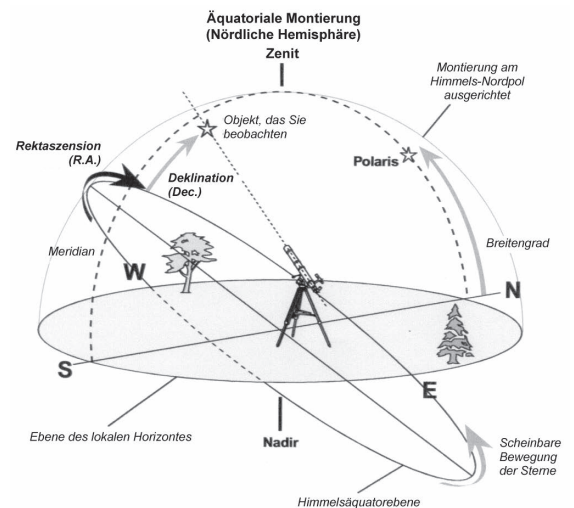 Äquatoriale Montierung
(Nördliche Hemisphäre)
Zenit
Montierung am
Himmels-Nordpol
ausgerichtet
Objekt, das Sie
beobachten
Rektaszension
(R.A.)
Polaris
Deklination
(Dec.)
Meridian
Breitengrad
W
N
S
E
Ebene des lokalen Horizontes
Nadir
Scheinbare
Bewegung
der Sterne
Himmelsäquatorebene